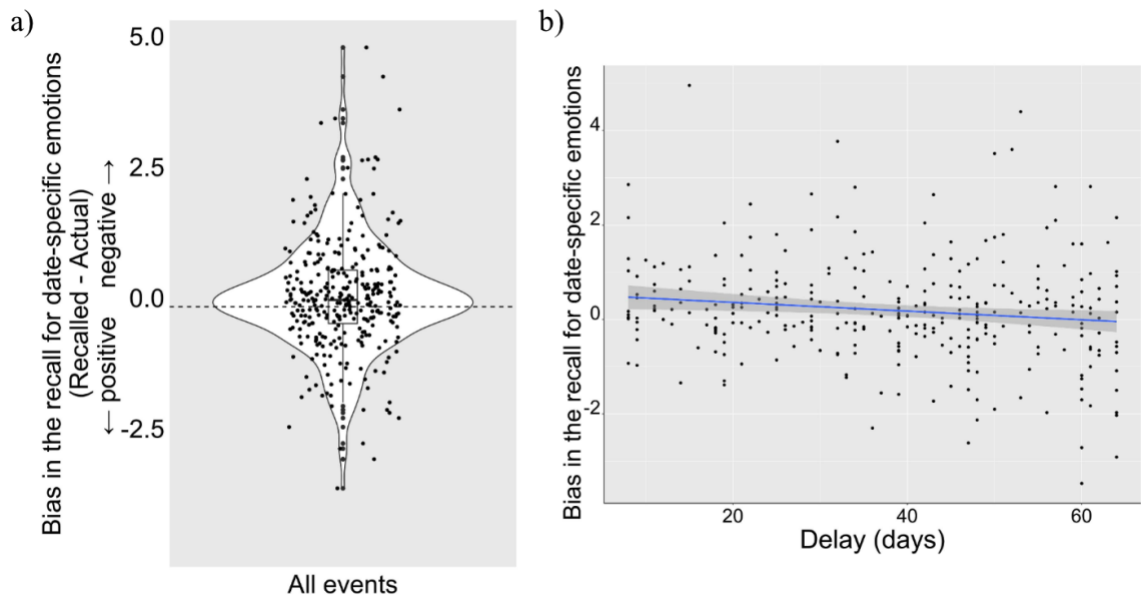 a)
Bias in the recall for date-specific emotions
(Recalled - Actual)
← positive negative →
5.0
2.5
0.0
-2.5
All events
b)
Bias in the recall for date-specific emotions
4
2
0
-2
20 40 60
Delay (days)